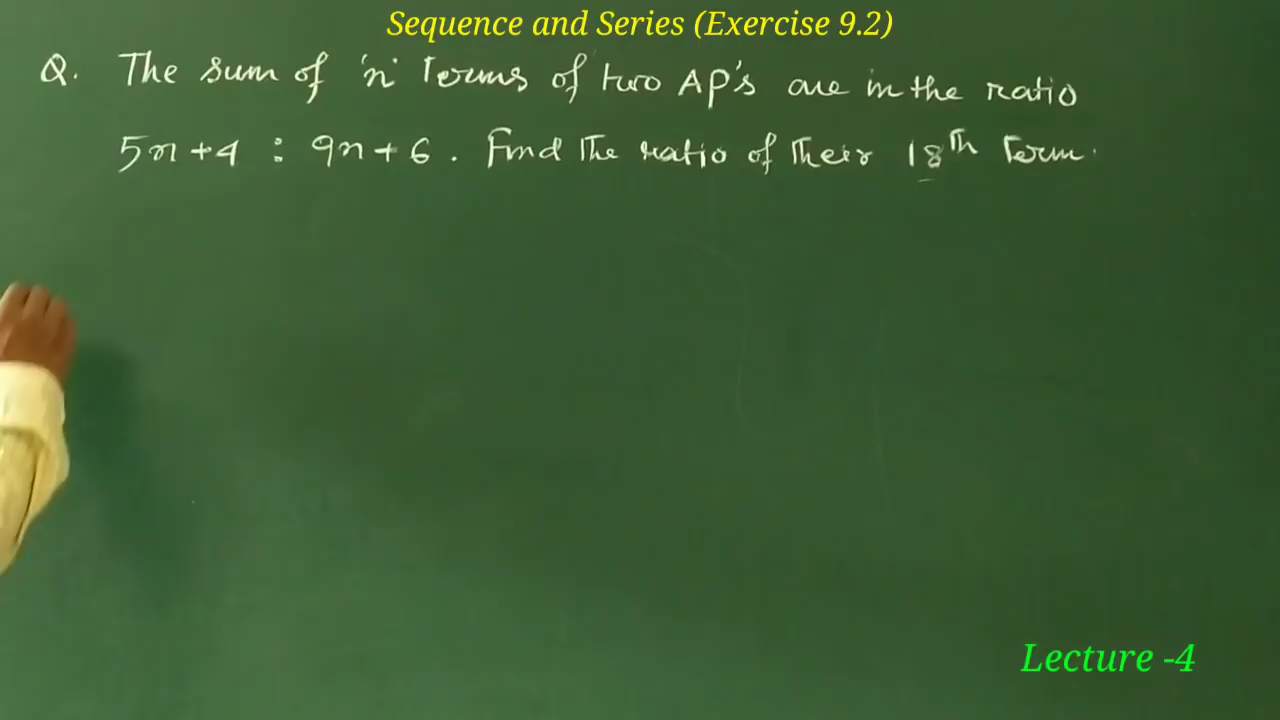 Sequence and Series (Exercise 9.2)
Q. The sum of 'n' terms of two AP's are in the ratio
5n+4 : 9n+6. Find the ratio of their 18th term.
Lecture -4